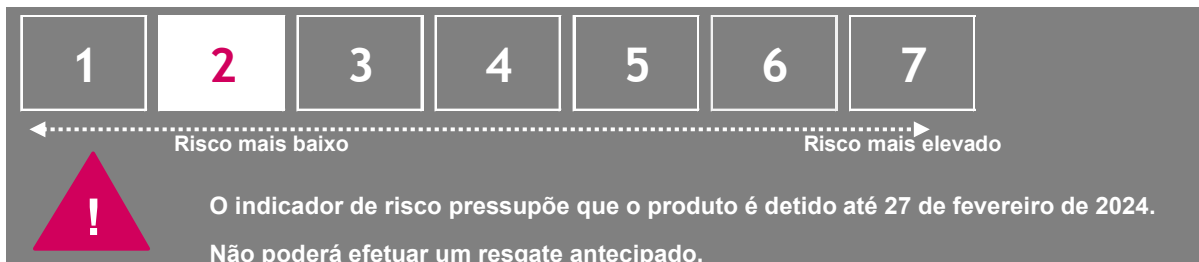 1 2 3 4 5 6 7
Risco mais baixo Risco mais elevado
! O indicador de risco pressupõe que o produto é detido até 27 de fevereiro de 2024.
Não poderá efetuar um resgate antecipado.